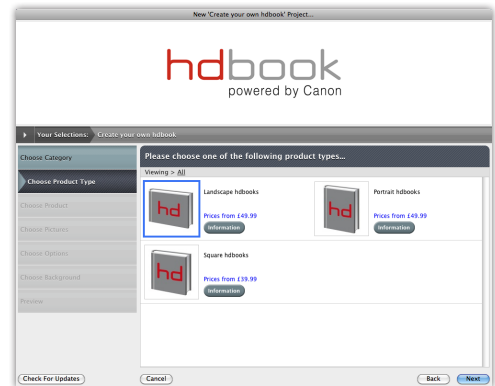 New 'Create your own hdbook' Project...
hdbook
powered by Canon
Your Selections: Create your own hdbook
Choose Category
Choose Product Type
Choose Product
Choose Pictures
Choose Options
Choose Background
Preview
Please choose one of the following product types...
Viewing > All
hd
Landscape hdbooks
Prices from £49.99
Information
hd
Portrait hdbooks
Prices from £49.99
Information
hd
Square hdbooks
Prices from £39.99
Information
Check For Updates
Cancel
Back
Next